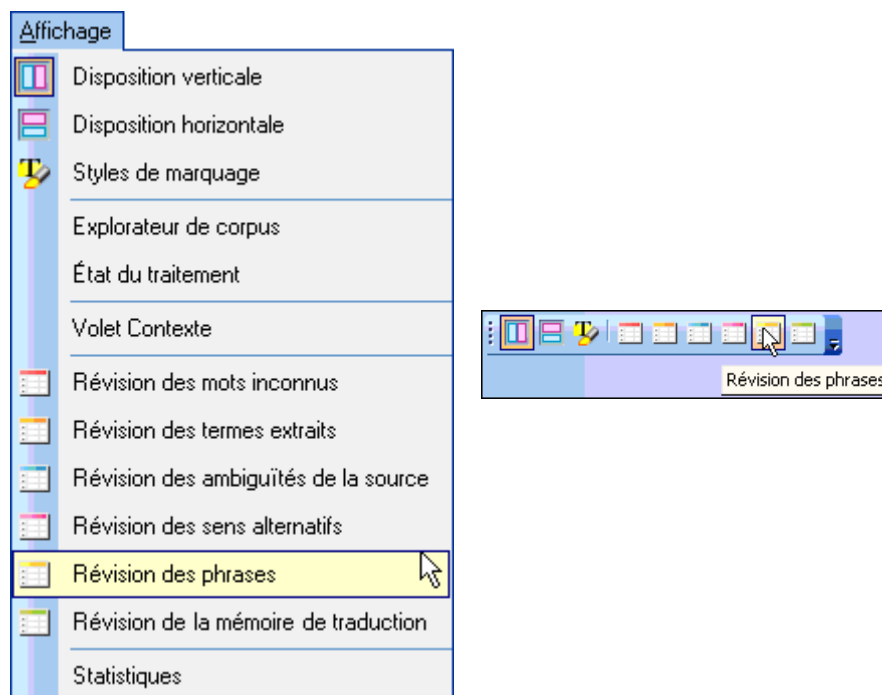 Affichage
Disposition verticale
Disposition horizontale
Styles de marquage
Explorateur de corpus
État du traitement
Volet Contexte
Révision des mots inconnus
Révision des termes extraits
Révision des ambiguïtés de la source
Révision des sens alternatifs
Révision des phrases
Révision de la mémoire de traduction
Statistiques
Révision des phrases